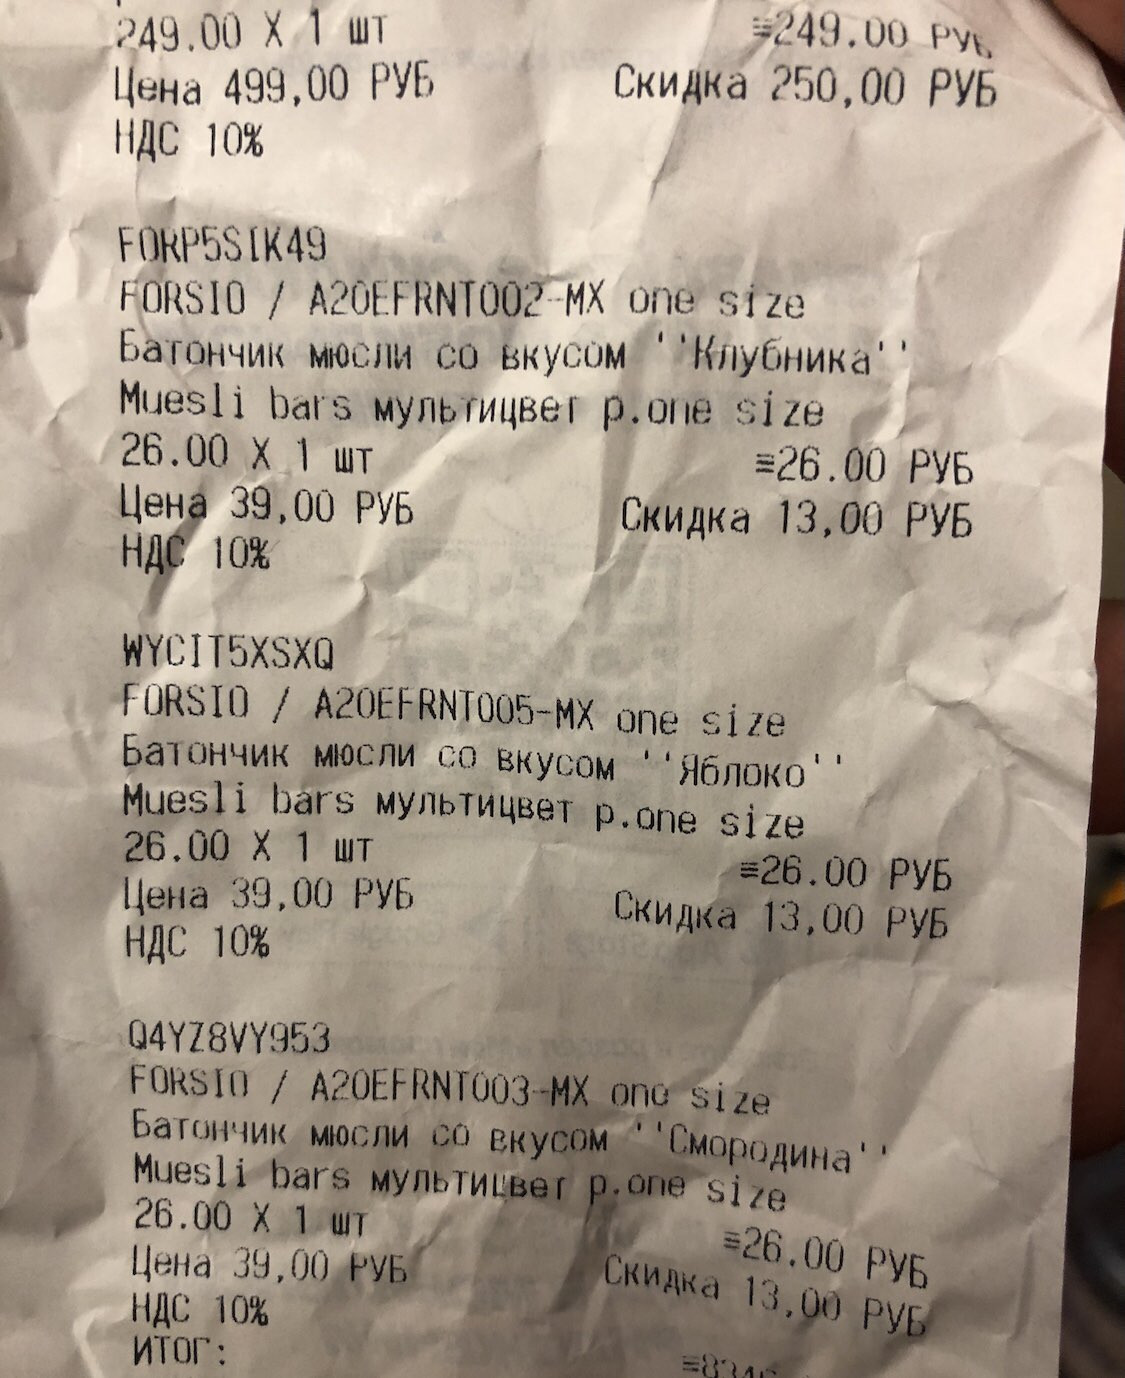 249.00 X 1 шт ≡249.00 РУБ
Цена 499,00 РУБ Скидка 250,00 РУБ
НДС 10%
FORP5SIK49
FORSIO / A20EFRNT002-MX one size
Батончик мюсли со вкусом ''Клубника''
Muesli bars мультицвет р.one size
26.00 X 1 шт ≡26.00 РУБ
Цена 39,00 РУБ Скидка 13,00 РУБ
НДС 10%
WYCIT5XSXQ
FORSIO / A20EFRNT005-MX one size
Батончик мюсли со вкусом ''Яблоко''
Muesli bars мультицвет р.one size
26.00 X 1 шт ≡26.00 РУБ
Цена 39,00 РУБ Скидка 13,00 РУБ
НДС 10%
Q4YZ8VY953
FORSIO / A20EFRNT003-MX one size
Батончик мюсли со вкусом ''Смородина''
Muesli bars мультицвет р.one size
26.00 X 1 шт ≡26.00 РУБ
Цена 39,00 РУБ Скидка 13,00 РУБ
НДС 10%
ИТОГ: